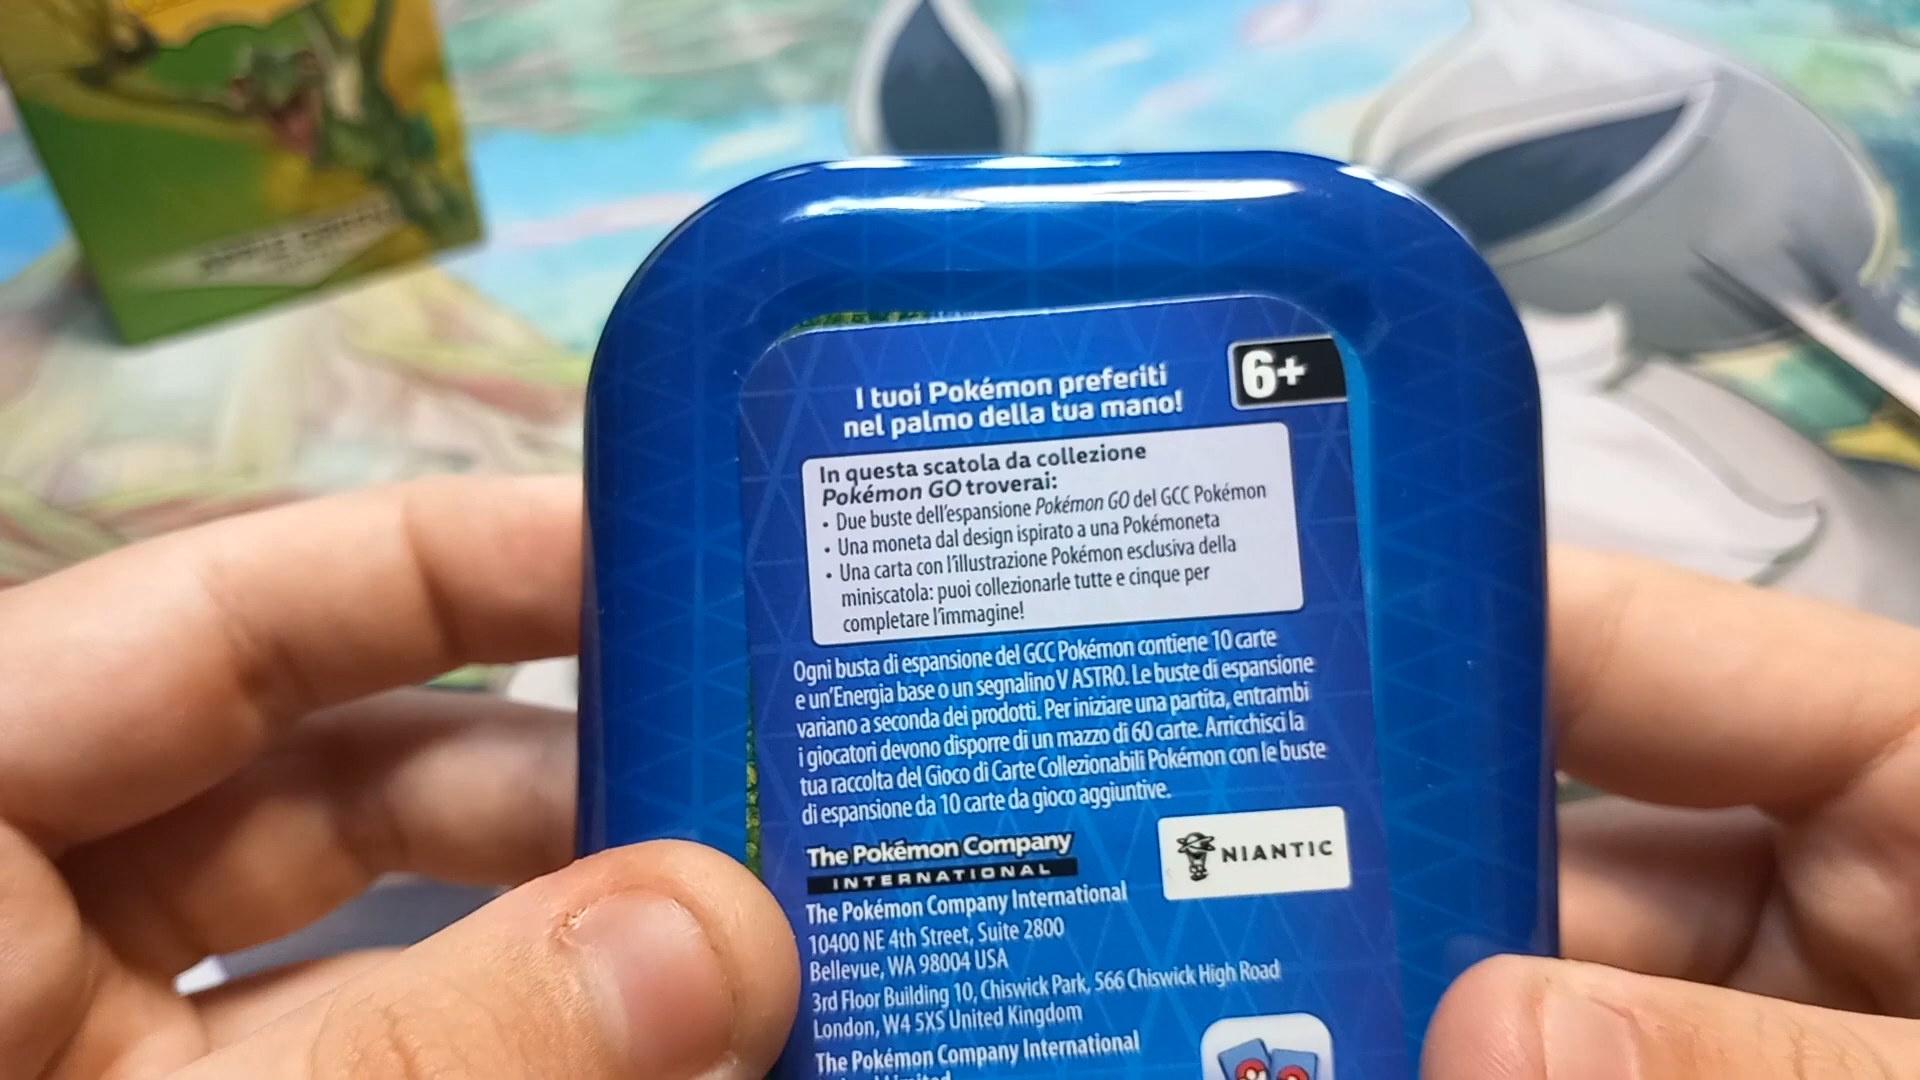 I tuoi Pokémon preferiti
nel palmo della tua mano!
6+
In questa scatola da collezione
Pokémon GO troverai:
• Due buste dell'espansione Pokémon GO del GCC Pokémon
• Una moneta dal design ispirato a una Pokémoneta
• Una carta con l'illustrazione Pokémon esclusiva della
miniscatola: puoi collezionarle tutte e cinque per
completare l'immagine!
Ogni busta di espansione del GCC Pokémon contiene 10 carte
e un'Energia base o un segnalino V ASTRO. Le buste di espansione
variano a seconda dei prodotti. Per iniziare una partita, entrambi
i giocatori devono disporre di un mazzo di 60 carte. Arricchisci la
tua raccolta del Gioco di Carte Collezionabili Pokémon con le buste
di espansione da 10 carte da gioco aggiuntive.
The Pokémon Company
INTERNATIONAL
NIANTIC
The Pokémon Company International
10400 NE 4th Street, Suite 2800
Bellevue, WA 98004 USA
3rd Floor Building 10, Chiswick Park, 566 Chiswick High Road
London, W4 5XS United Kingdom
The Pokémon Company International